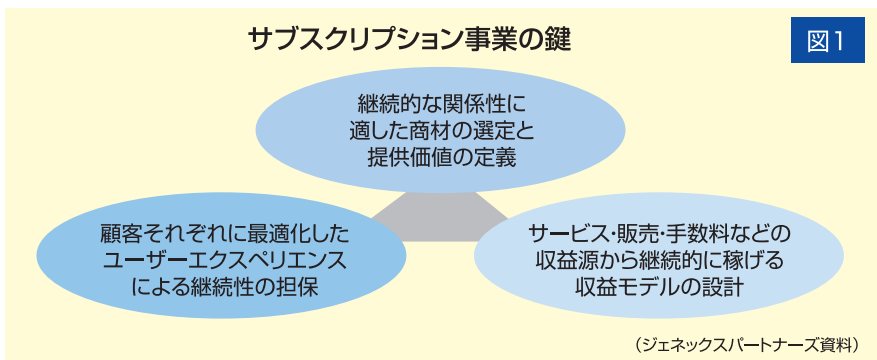 サブスクリプション事業の鍵
図1
継続的な関係性に
適した商材の選定と
提供価値の定義
顧客それぞれに最適化した
ユーザーエクスペリエンス
による継続性の担保
サービス・販売・手数料などの
収益源から継続的に稼げる
収益モデルの設計
（ジェネックスパートナーズ資料）